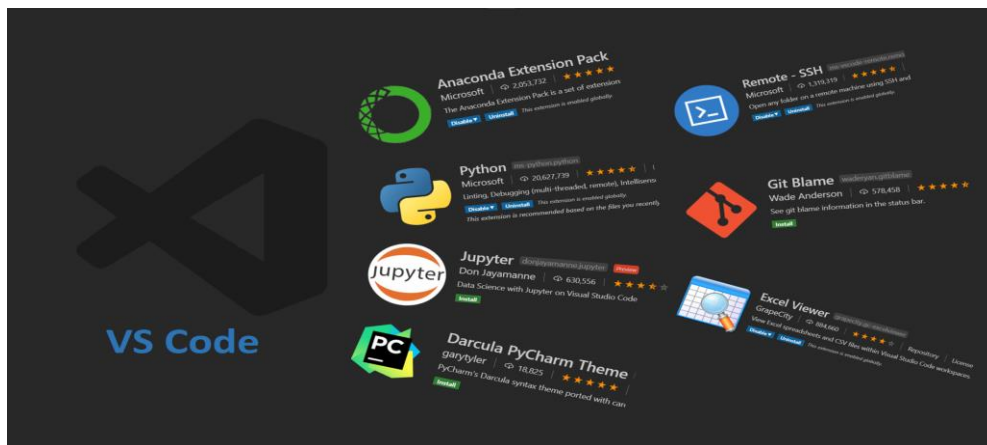 VS Code
Anaconda Extension Pack
Microsoft | 2,053,732
The Anaconda Extension Pack is a set of extension
Disable Uninstall This extension is enabled globally.
Python ms-python.python
Microsoft | 20,627,739
Linting, Debugging (multi-threaded, remote), Intellisense
Disable Uninstall This extension is enabled globally.
This extension is recommended based on the files you recently
jupyter
Jupyter donjayamanne.jupyter Preview
Don Jayamanne | 630,556
Data Science with Jupyter on Visual Studio Code
Install
PC
Darcula PyCharm Theme
garytyler | 18,825
PyCharm's Darcula syntax theme ported with can
Install
Remote - SSH
Microsoft | 1,319,319
Open any folder on a remote machine using SSH and
Disable Uninstall This extension is enabled globally.
Git Blame waderyan.gitblame
Wade Anderson | 578,458
See git blame information in the status bar.
Install
Excel Viewer
GrapeCity | 884,660 | Repository | License
View Excel spreadsheets and CSV files within Visual Studio Code workspaces.
Disable Uninstall This extension is enabled globally.